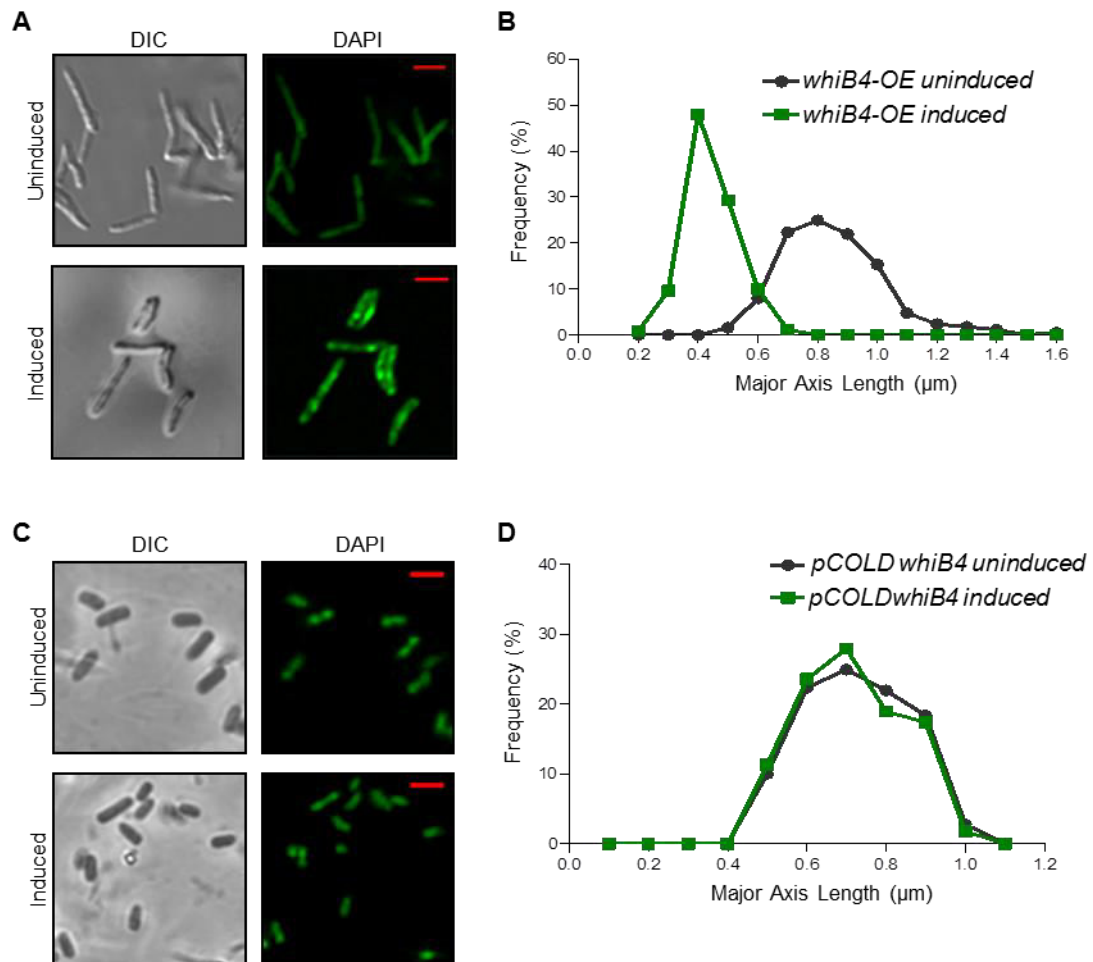 A
DIC
DAPI
Uninduced
Induced
B
whiB4-OE uninduced
whiB4-OE induced
Frequency (%)
60
50
40
30
20
10
0
0.0 0.2 0.4 0.6 0.8 1.0 1.2 1.4 1.6
Major Axis Length (µm)
C
DIC
DAPI
Uninduced
Induced
D
pCOLD whiB4 uninduced
pCOLDwhiB4 induced
Frequency (%)
40
30
20
10
0
0.0 0.2 0.4 0.6 0.8 1.0 1.2
Major Axis Length (µm)